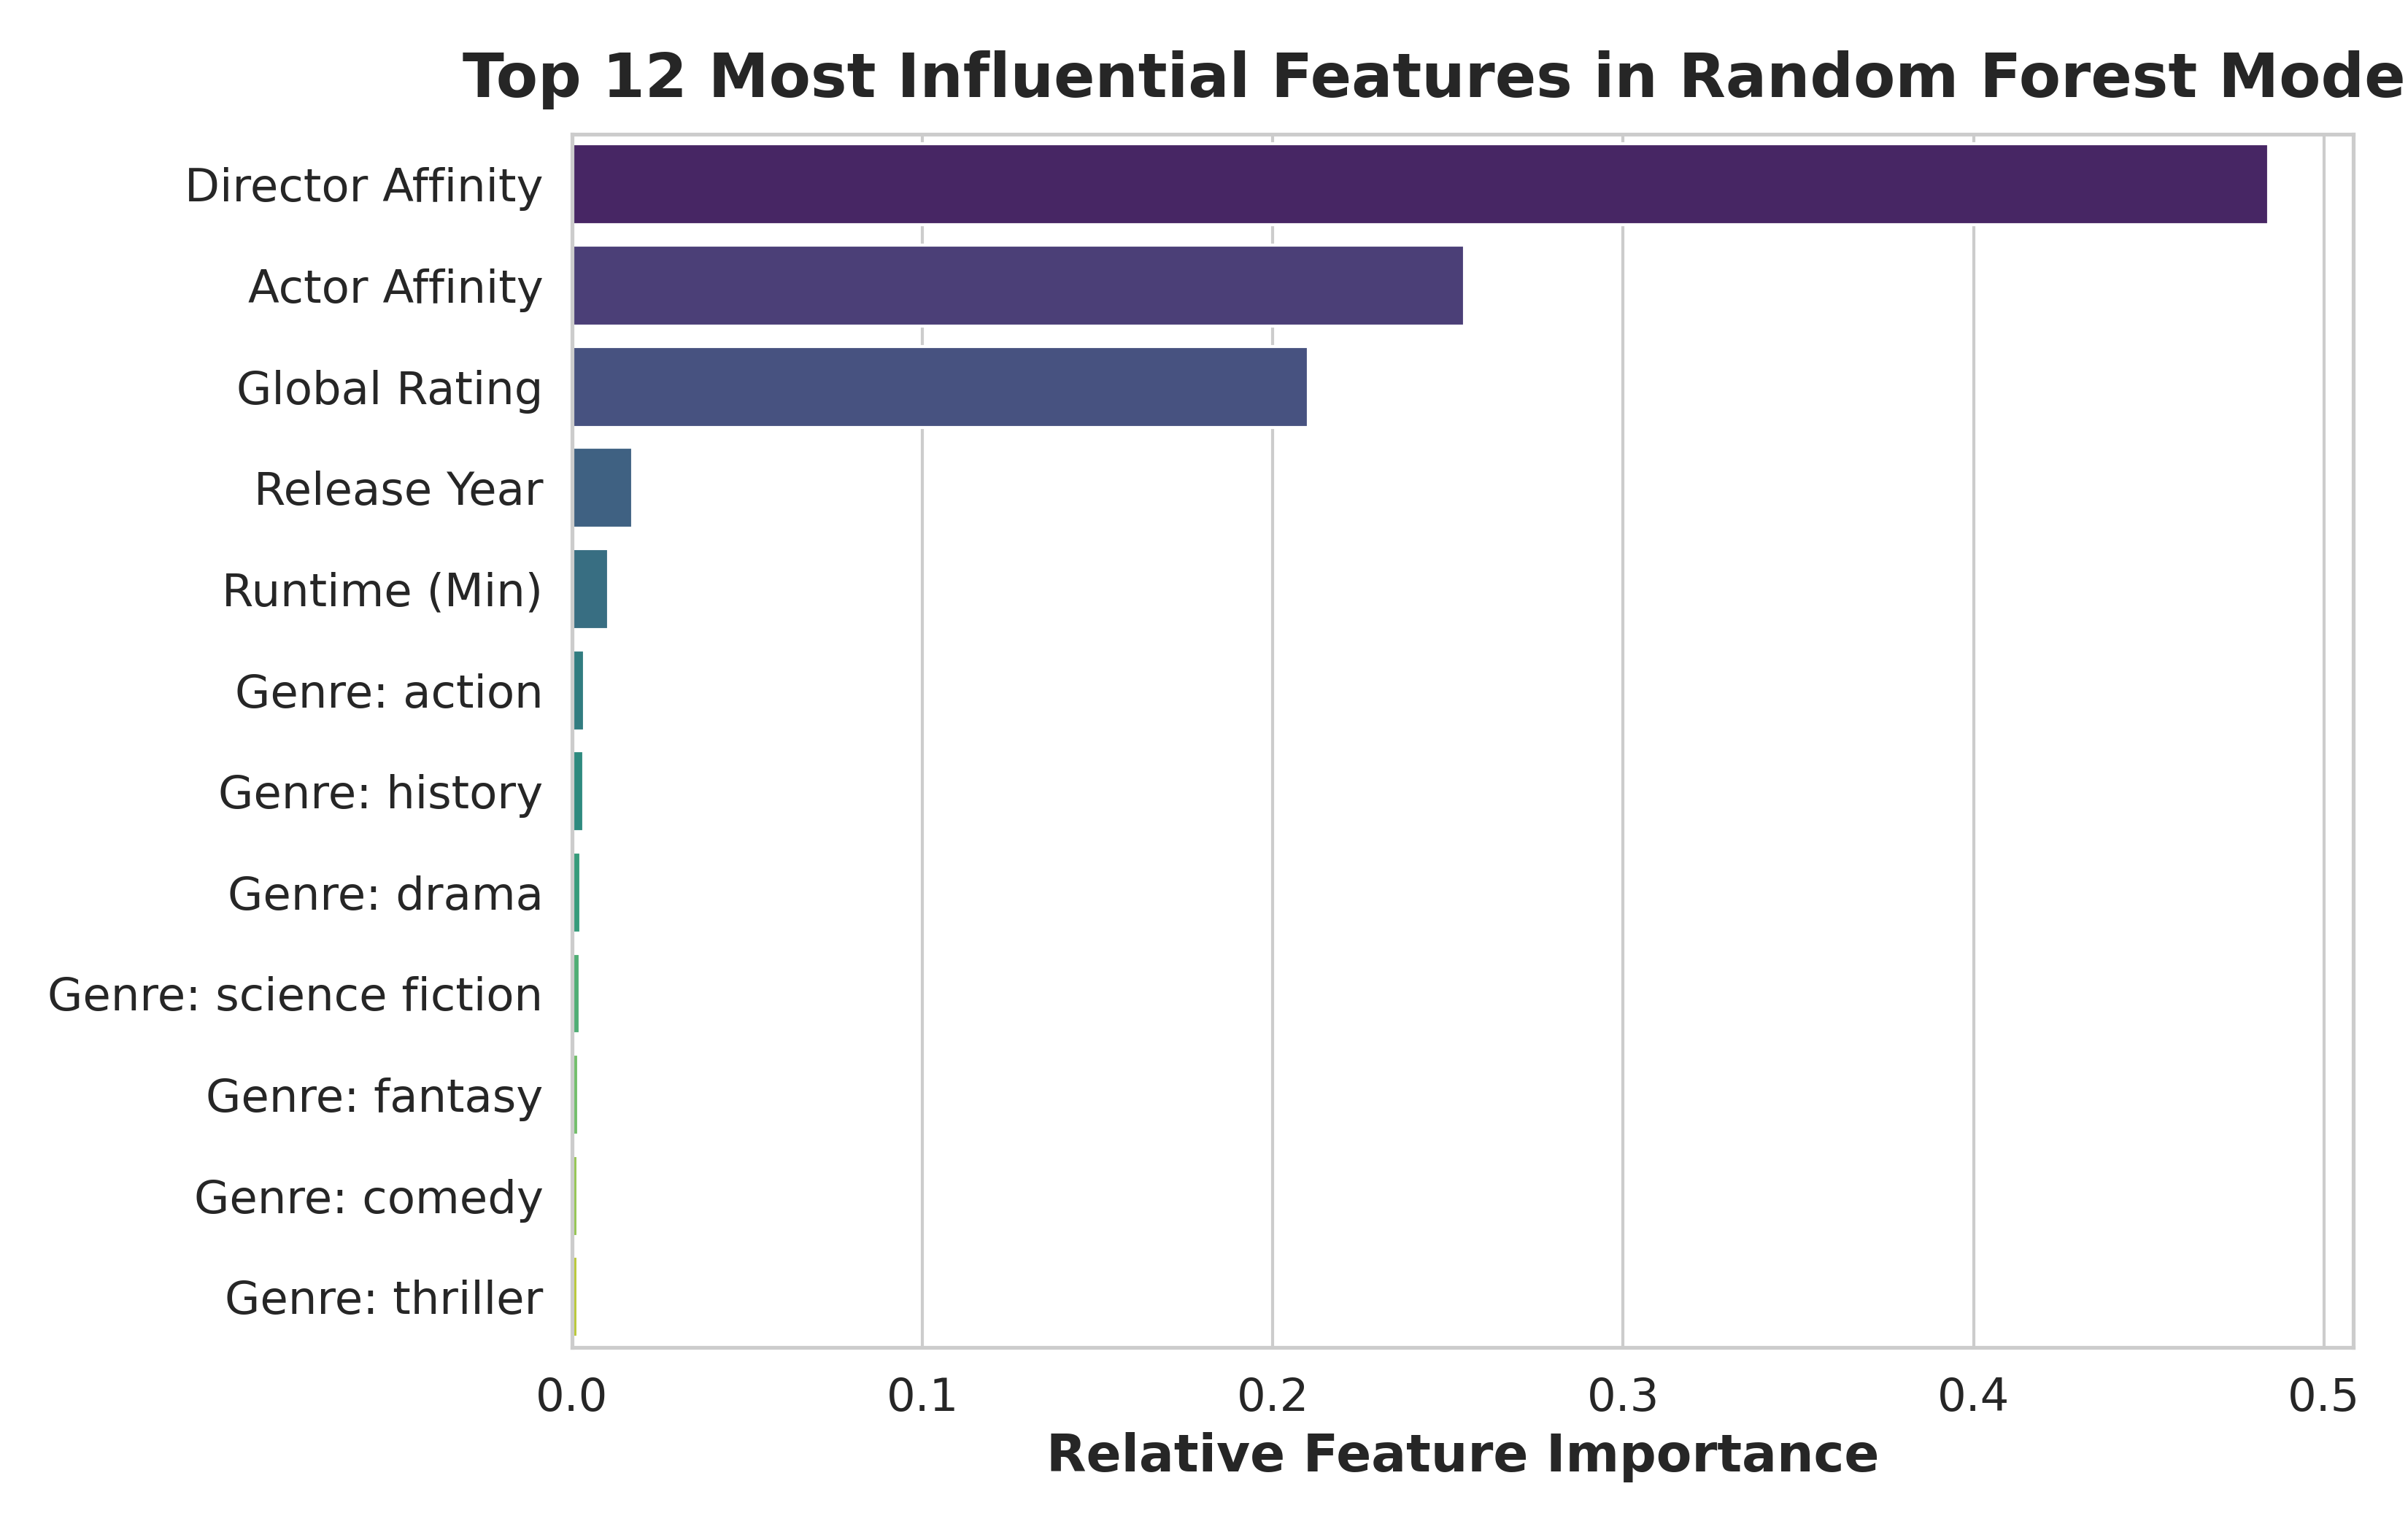 Top 12 Most Influential Features in Random Forest Mode
Director Affinity
Actor Affinity
Global Rating
Release Year
Runtime (Min)
Genre: action
Genre: history
Genre: drama
Genre: science fiction
Genre: fantasy
Genre: comedy
Genre: thriller
0.0 0.1 0.2 0.3 0.4 0.5
Relative Feature Importance